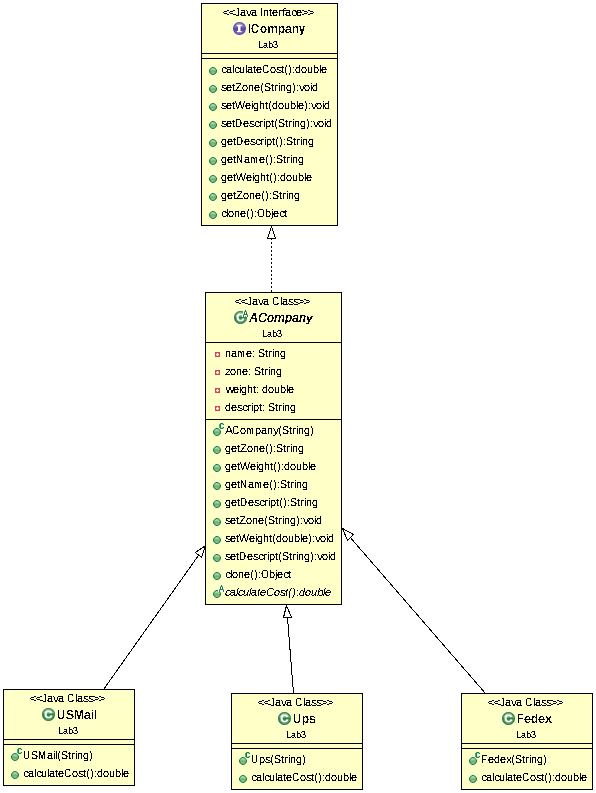 <<Java Interface>>
ICompany
Lab3
calculateCost():double
setZone(String):void
setWeight(double):void
setDescript(String):void
getDescript():String
getName():String
getWeight():double
getZone():String
clone():Object
<<Java Class>>
ACompany
Lab3
name: String
zone: String
weight: double
descript: String
ACompany(String)
getZone():String
getWeight():double
getName():String
getDescript():String
setZone(String):void
setWeight(double):void
setDescript(String):void
clone():Object
calculateCost():double
<<Java Class>>
USMail
Lab3
USMail(String)
calculateCost():double
<<Java Class>>
Ups
Lab3
Ups(String)
calculateCost():double
<<Java Class>>
Fedex
Lab3
Fedex(String)
calculateCost():double